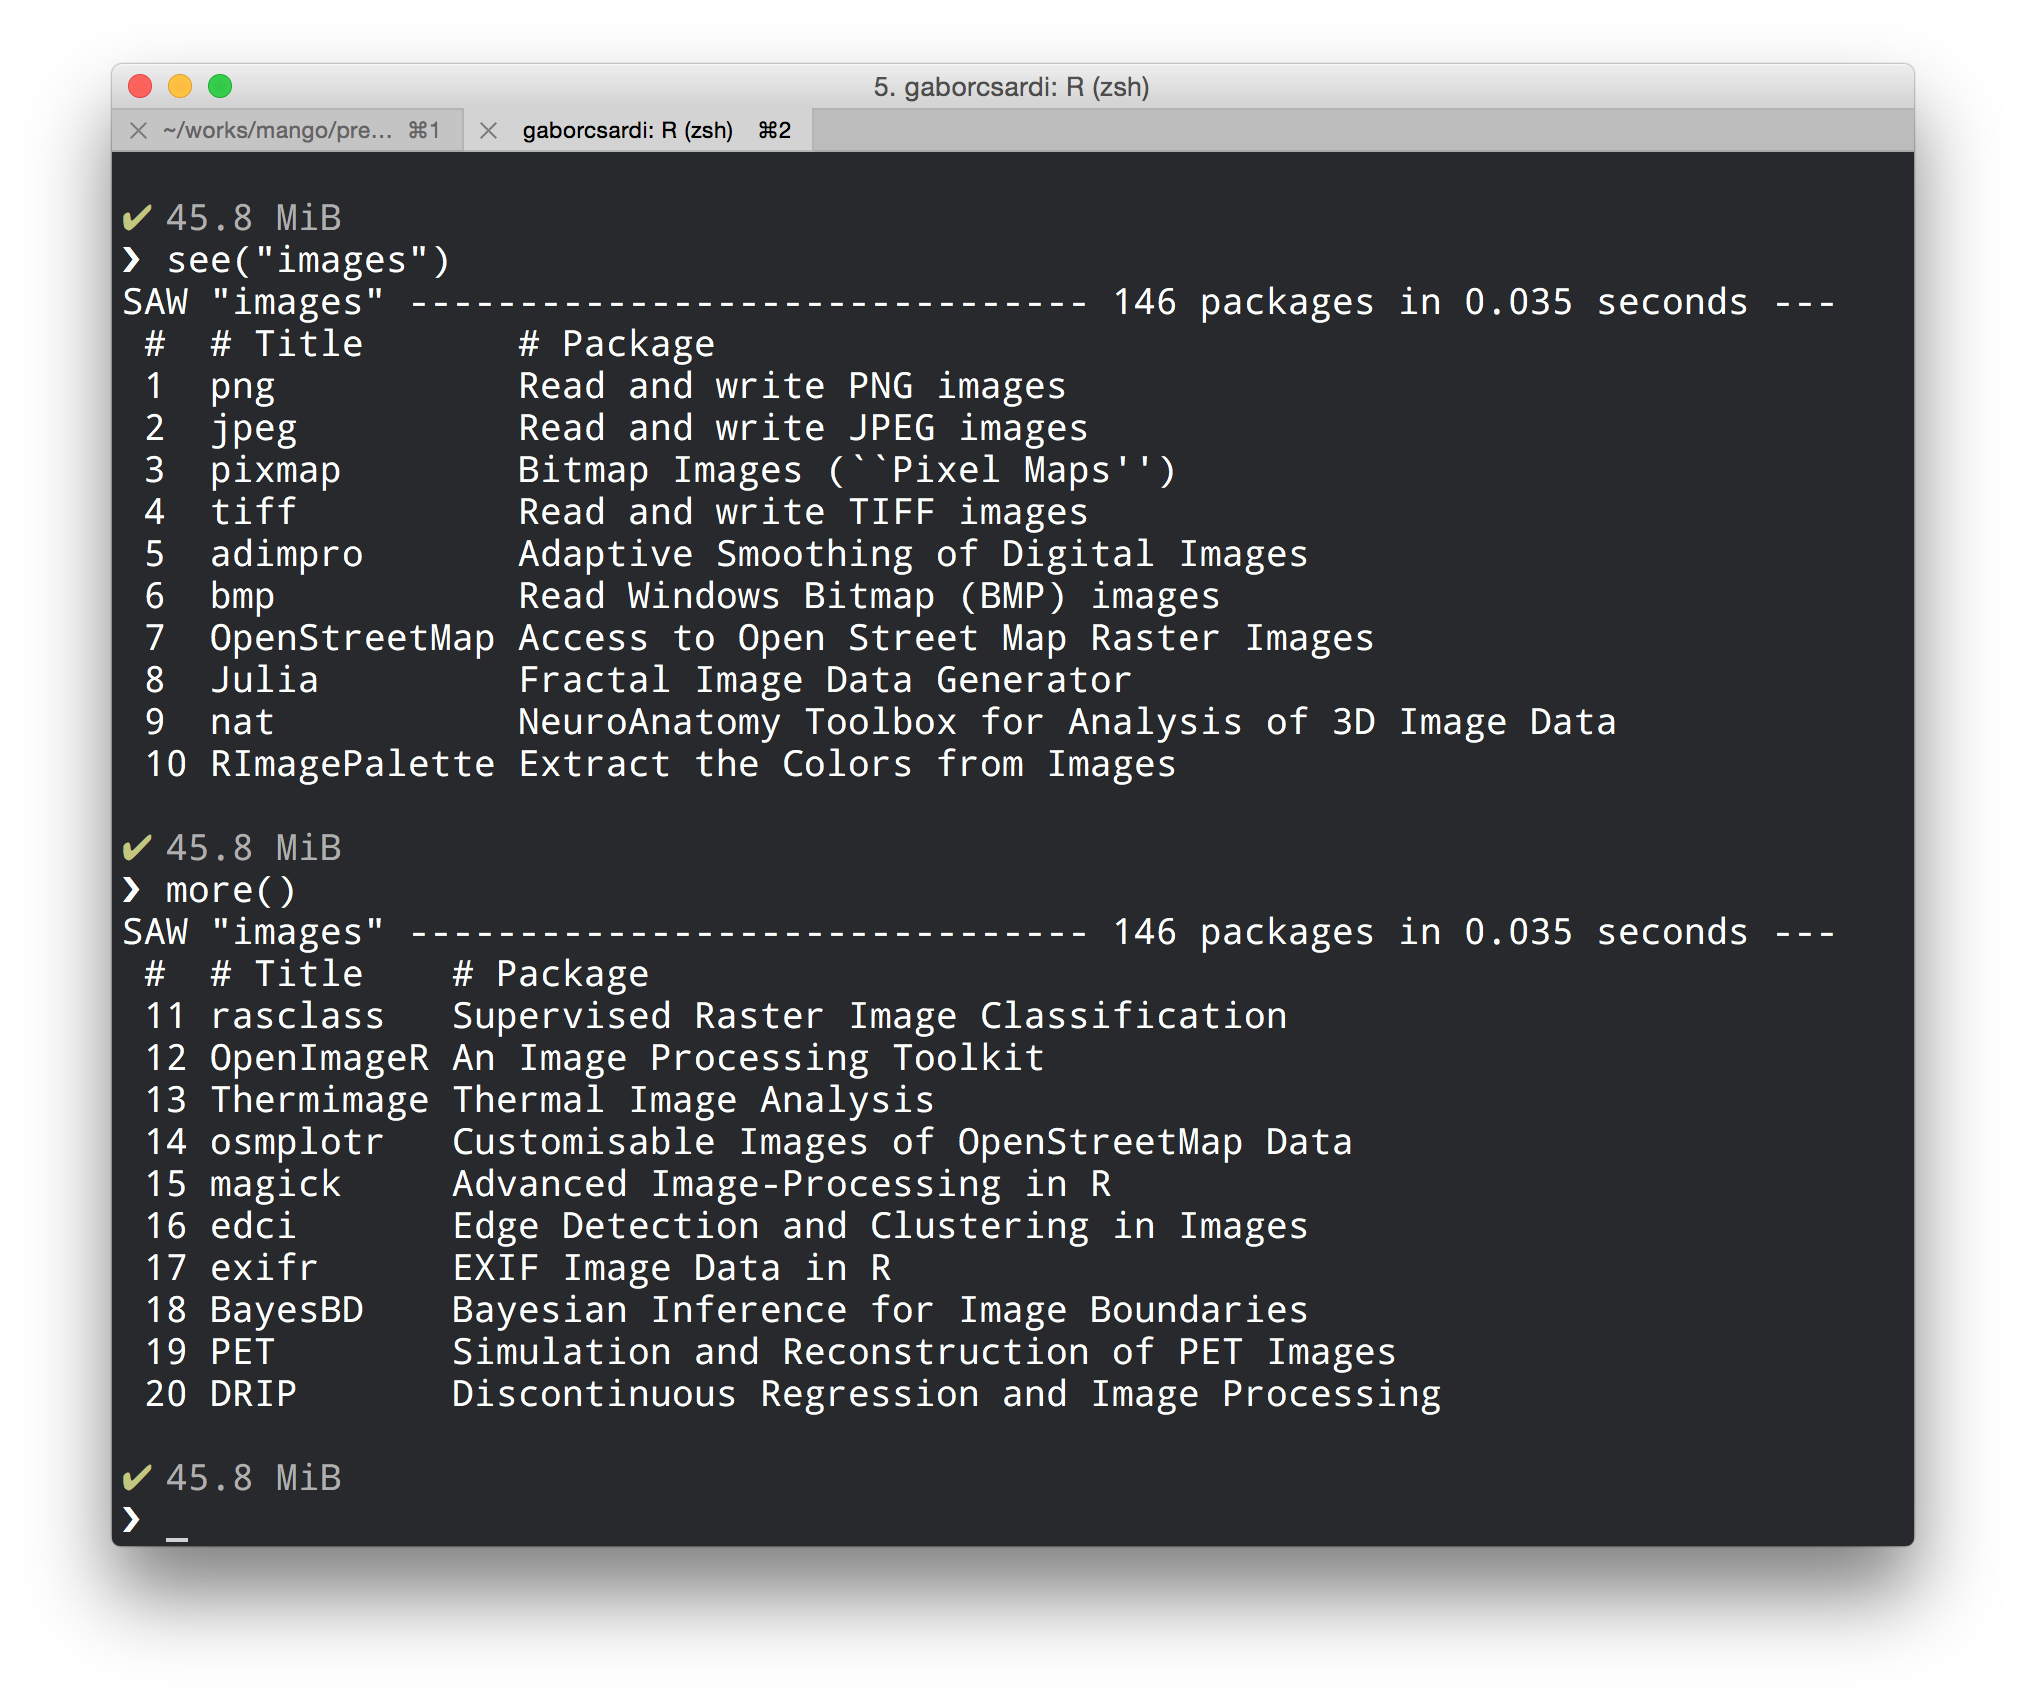 5. gaborcsardi: R (zsh)
~/works/mango/pre... ⌘1 gaborcsardi: R (zsh) ⌘2
✔ 45.8 MiB
❯ see("images")
SAW "images" ------------------------------- 146 packages in 0.035 seconds ---
 #  # Title       # Package
 1  png           Read and write PNG images
 2  jpeg          Read and write JPEG images
 3  pixmap        Bitmap Images (``Pixel Maps'')
 4  tiff          Read and write TIFF images
 5  adimpro       Adaptive Smoothing of Digital Images
 6  bmp           Read Windows Bitmap (BMP) images
 7  OpenStreetMap Access to Open Street Map Raster Images
 8  Julia         Fractal Image Data Generator
 9  nat           NeuroAnatomy Toolbox for Analysis of 3D Image Data
 10 RImagePalette Extract the Colors from Images
✔ 45.8 MiB
❯ more()
SAW "images" ------------------------------- 146 packages in 0.035 seconds ---
 #  # Title    # Package
 11 rasclass   Supervised Raster Image Classification
 12 OpenImageR An Image Processing Toolkit
 13 Thermimage Thermal Image Analysis
 14 osmplotr   Customisable Images of OpenStreetMap Data
 15 magick     Advanced Image-Processing in R
 16 edci       Edge Detection and Clustering in Images
 17 exifr      EXIF Image Data in R
 18 BayesBD    Bayesian Inference for Image Boundaries
 19 PET        Simulation and Reconstruction of PET Images
 20 DRIP       Discontinuous Regression and Image Processing
✔ 45.8 MiB
❯ _